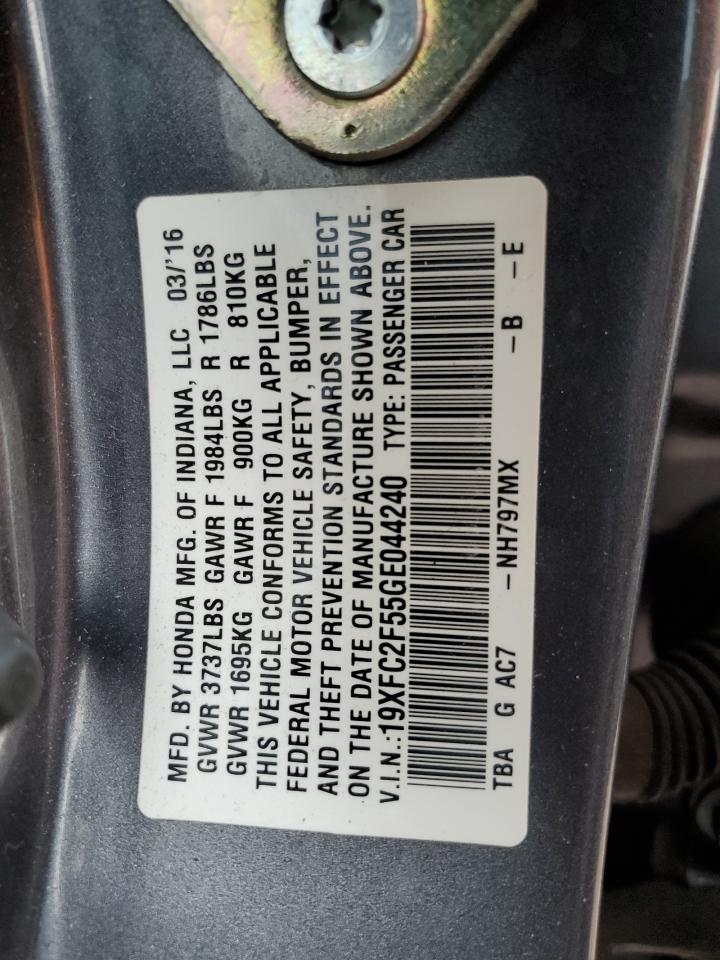 MFD. BY HONDA MFG. OF INDIANA, LLC 03/'16
GVWR 3737LBS GAWR F 1984LBS R 1786LBS
GVWR 1695KG GAWR F 900KG R 810KG
THIS VEHICLE CONFORMS TO ALL APPLICABLE
FEDERAL MOTOR VEHICLE SAFETY, BUMPER,
AND THEFT PREVENTION STANDARDS IN EFFECT
ON THE DATE OF MANUFACTURE SHOWN ABOVE.
V.I.N.:19XFC2F55GE044240 TYPE: PASSENGER CAR
TBA G AC7 -NH797MX -B -E